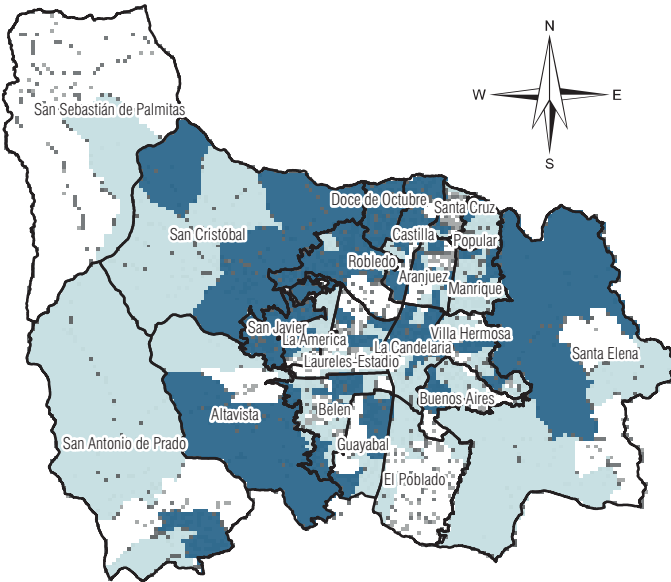 N
W
E
S
San Sebastián de Palmitas
Doce de Octubre
Santa Cruz
San Cristóbal
Castilla
Popular
Robledo
Aranjuez
Manrique
San Javier
La America
Villa Hermosa
La Candelaria
Laureles-Estadio
Santa Elena
Buenos Aires
Altavista
Belen
San Antonio de Prado
Guayabal
El Poblado